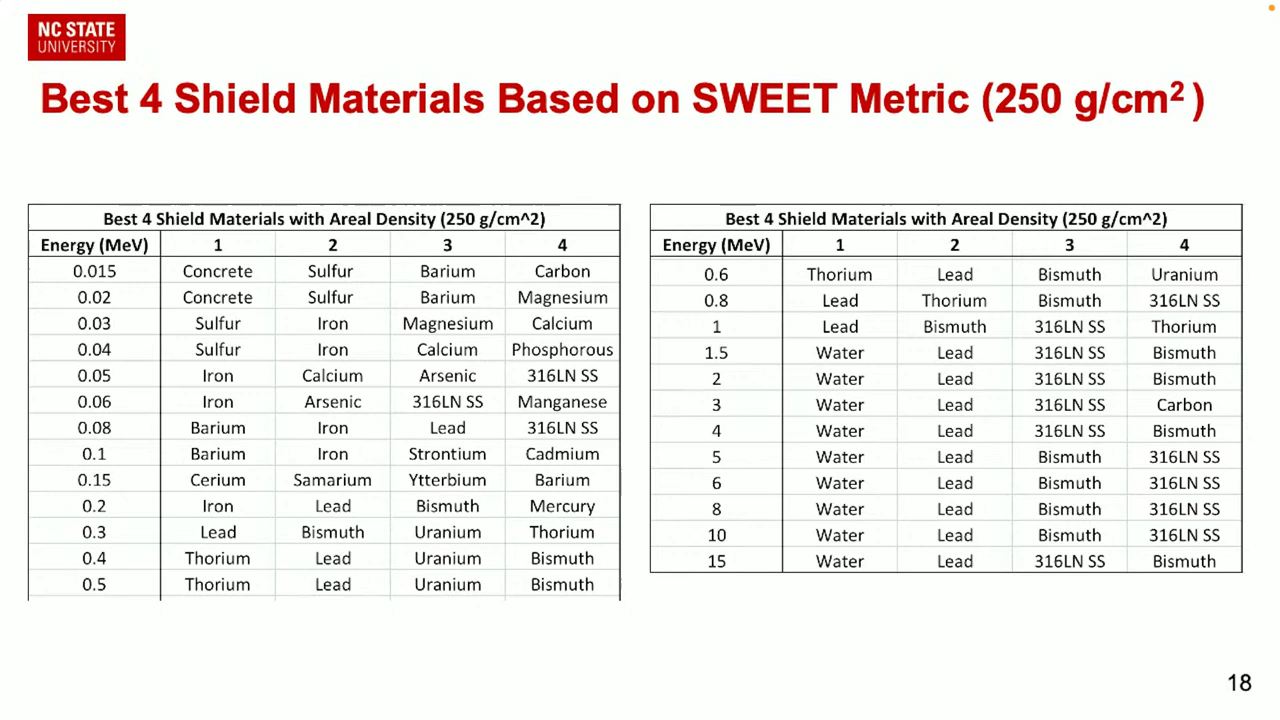 NC STATE
UNIVERSITY
Best 4 Shield Materials Based on SWEET Metric (250 g/cm²)
Best 4 Shield Materials with Areal Density (250 g/cm^2)
Energy (MeV) 1 2 3 4
0.015 Concrete Sulfur Barium Carbon
0.02 Concrete Sulfur Barium Magnesium
0.03 Sulfur Iron Magnesium Calcium
0.04 Sulfur Iron Calcium Phosphorous
0.05 Iron Calcium Arsenic 316LN SS
0.06 Iron Arsenic 316LN SS Manganese
0.08 Barium Iron Lead 316LN SS
0.1 Barium Iron Strontium Cadmium
0.15 Cerium Samarium Ytterbium Barium
0.2 Iron Lead Bismuth Mercury
0.3 Lead Bismuth Uranium Thorium
0.4 Thorium Lead Uranium Bismuth
0.5 Thorium Lead Uranium Bismuth
Best 4 Shield Materials with Areal Density (250 g/cm^2)
Energy (MeV) 1 2 3 4
0.6 Thorium Lead Bismuth Uranium
0.8 Lead Thorium Bismuth 316LN SS
1 Lead Bismuth 316LN SS Thorium
1.5 Water Lead 316LN SS Bismuth
2 Water Lead 316LN SS Bismuth
3 Water Lead 316LN SS Carbon
4 Water Lead 316LN SS Bismuth
5 Water Lead Bismuth 316LN SS
6 Water Lead Bismuth 316LN SS
8 Water Lead Bismuth 316LN SS
10 Water Lead Bismuth 316LN SS
15 Water Lead 316LN SS Bismuth
18